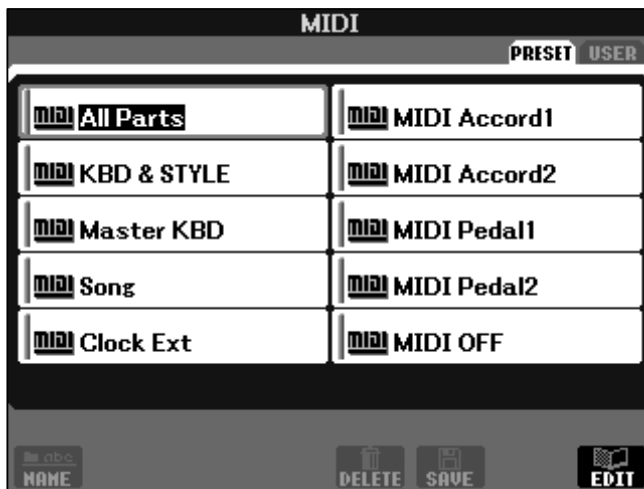 MIDI
PRESET USER
MIDI All Parts
MIDI KBD & STYLE
MIDI Master KBD
MIDI Song
MIDI Clock Ext
MIDI MIDI Accord1
MIDI MIDI Accord2
MIDI MIDI Pedal1
MIDI MIDI Pedal2
MIDI MIDI OFF
abc
NAME
DELETE
SAVE
EDIT